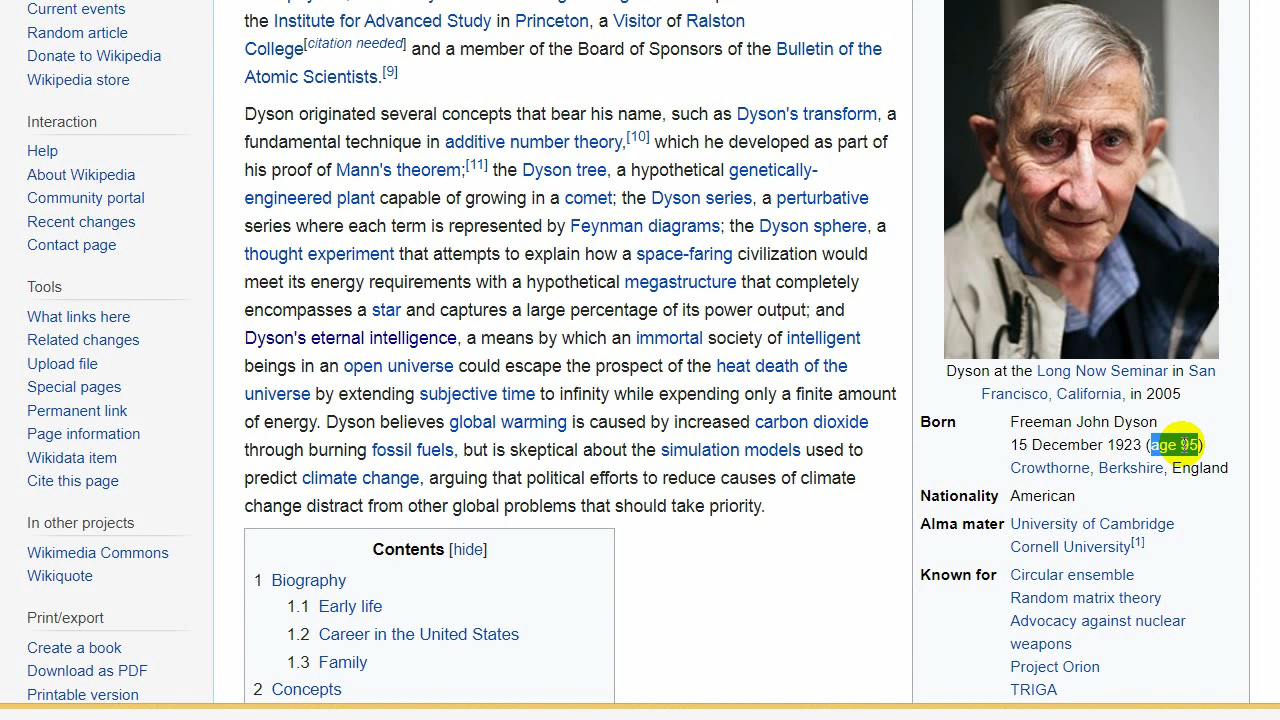 Current events
Random article
Donate to Wikipedia
Wikipedia store
Interaction
Help
About Wikipedia
Community portal
Recent changes
Contact page
Tools
What links here
Related changes
Upload file
Special pages
Permanent link
Page information
Wikidata item
Cite this page
In other projects
Wikimedia Commons
Wikiquote
Print/export
Create a book
Download as PDF
Printable version
the Institute for Advanced Study in Princeton, a Visitor of Ralston
College[citation needed] and a member of the Board of Sponsors of the Bulletin of the
Atomic Scientists.[9]
Dyson originated several concepts that bear his name, such as Dyson's transform, a
fundamental technique in additive number theory,[10] which he developed as part of
his proof of Mann's theorem;[11] the Dyson tree, a hypothetical genetically-
engineered plant capable of growing in a comet; the Dyson series, a perturbative
series where each term is represented by Feynman diagrams; the Dyson sphere, a
thought experiment that attempts to explain how a space-faring civilization would
meet its energy requirements with a hypothetical megastructure that completely
encompasses a star and captures a large percentage of its power output; and
Dyson's eternal intelligence, a means by which an immortal society of intelligent
beings in an open universe could escape the prospect of the heat death of the
universe by extending subjective time to infinity while expending only a finite amount
of energy. Dyson believes global warming is caused by increased carbon dioxide
through burning fossil fuels, but is skeptical about the simulation models used to
predict climate change, arguing that political efforts to reduce causes of climate
change distract from other global problems that should take priority.
Contents [hide]
1 Biography
1.1 Early life
1.2 Career in the United States
1.3 Family
2 Concepts
Dyson at the Long Now Seminar in San
Francisco, California, in 2005
Born Freeman John Dyson
15 December 1923 (age 95)
Crowthorne, Berkshire, England
Nationality American
Alma mater University of Cambridge
Cornell University[1]
Known for Circular ensemble
Random matrix theory
Advocacy against nuclear
weapons
Project Orion
TRIGA